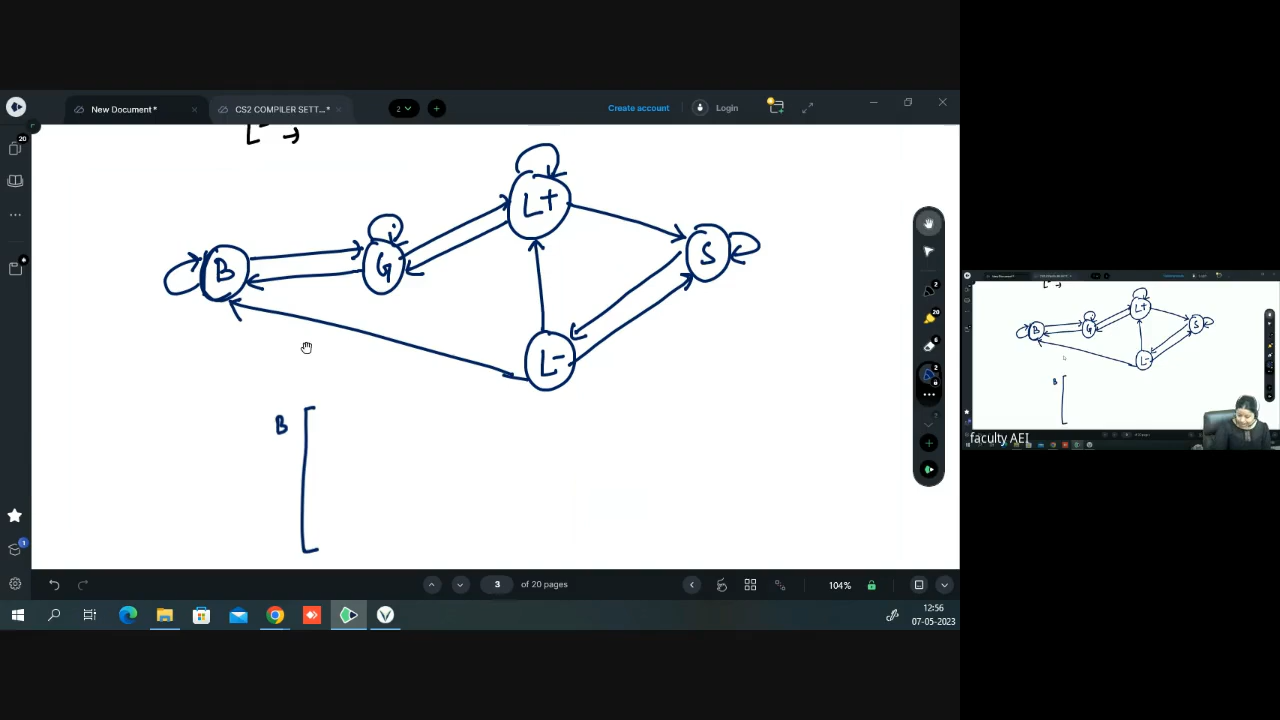 New Document*
CS2 COMPILER SETT...*
2
Create account
Login
L- →
L+
B
G
S
L-
B
3 of 20 pages
104%
12:56
07-05-2023
faculty AEI